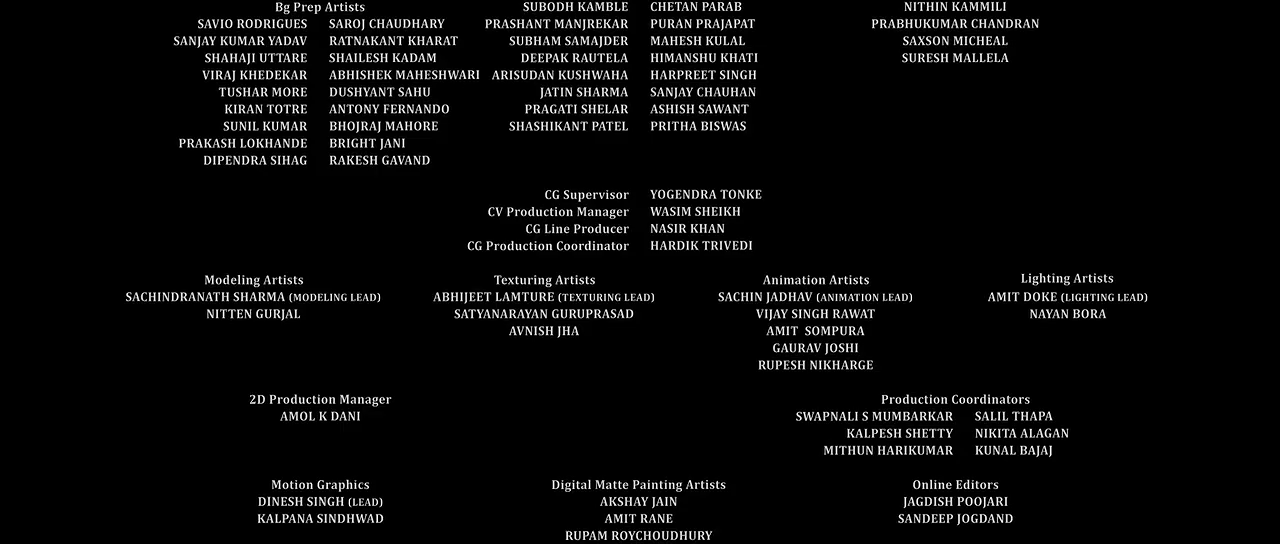 Bg Prep Artists
SAVIO RODRIGUES SAROJ CHAUDHARY
SANJAY KUMAR YADAV RATNAKANT KHARAT
SHAHAJI UTTARE SHAILESH KADAM
VIRAJ KHEDEKAR ABHISHEK MAHESHWARI
TUSHAR MORE DUSHYANT SAHU
KIRAN TOTRE ANTONY FERNANDO
SUNIL KUMAR BHOJRAJ MAHORE
PRAKASH LOKHANDE BRIGHT JANI
DIPENDRA SIHAG RAKESH GAVAND
SUBODH KAMBLE CHETAN PARAB
PRASHANT MANJREKAR PURAN PRAJAPAT
SUBHAM SAMAJDER MAHESH KULAL
DEEPAK RAUTELA HIMANSHU KHATI
ARISUDAN KUSHWAHA HARPREET SINGH
JATIN SHARMA SANJAY CHAUHAN
PRAGATI SHELAR ASHISH SAWANT
SHASHIKANT PATEL PRITHA BISWAS
NITHIN KAMMILI
PRABHUKUMAR CHANDRAN
SAXSON MICHEAL
SURESH MALLELA
CG Supervisor YOGENDRA TONKE
CV Production Manager WASIM SHEIKH
CG Line Producer NASIR KHAN
CG Production Coordinator HARDIK TRIVEDI
Modeling Artists
SACHINDRANATH SHARMA (MODELING LEAD)
NITTEN GURJAL
Texturing Artists
ABHIJEET LAMTURE (TEXTURING LEAD)
SATYANARAYAN GURUPRASAD
AVNISH JHA
Animation Artists
SACHIN JADHAV (ANIMATION LEAD)
VIJAY SINGH RAWAT
AMIT SOMPURA
GAURAV JOSHI
RUPESH NIKHARGE
Lighting Artists
AMIT DOKE (LIGHTING LEAD)
NAYAN BORA
2D Production Manager
AMOL K DANI
Production Coordinators
SWAPNALI S MUMBARKAR SALIL THAPA
KALPESH SHETTY NIKITA ALAGAN
MITHUN HARIKUMAR KUNAL BAJAJ
Motion Graphics
DINESH SINGH (LEAD)
KALPANA SINDHWAD
Digital Matte Painting Artists
AKSHAY JAIN
AMIT RANE
RUPAM ROYCHOUDHURY
Online Editors
JAGDISH POOJARI
SANDEEP JOGDAND